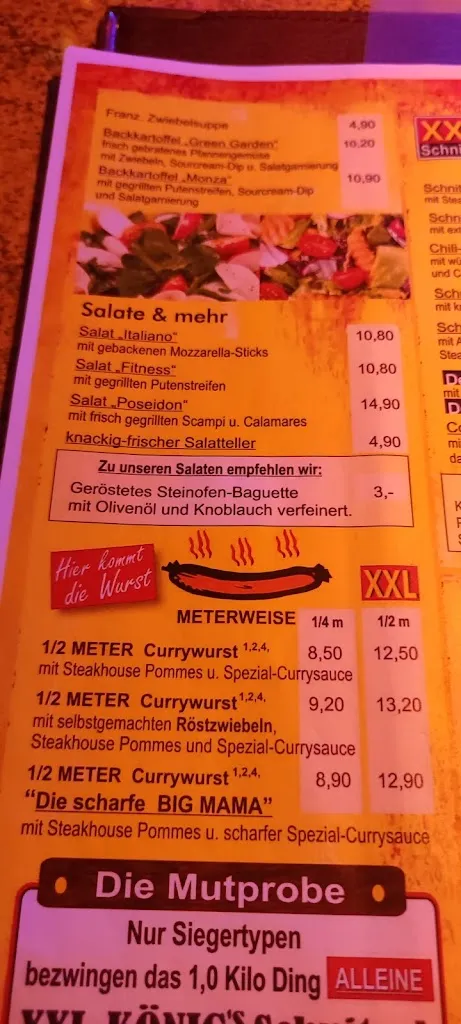 Franz. Zwiebelsuppe 4,90
Backkartoffel „Green Garden" 10,20
frisch gebratenes Pfannengemüse
mit Zwiebeln, Sourcream-Dip u. Salatgarnierung
Backkartoffel „Monza" 10,90
mit gegrillten Putenstreifen, Sourcream-Dip
und Salatgarnierung
Salate & mehr
Salat „Italiano" 10,80
mit gebackenen Mozzarella-Sticks
Salat „Fitness" 10,80
mit gegrillten Putenstreifen
Salat „Poseidon" 14,90
mit frisch gegrillten Scampi u. Calamares
knackig-frischer Salatteller 4,90
Zu unseren Salaten empfehlen wir:
Geröstetes Steinofen-Baguette 3,-
mit Olivenöl und Knoblauch verfeinert.
Hier kommt
die Wurst
XXL
METERWEISE 1/4 m 1/2 m
1/2 METER Currywurst 1,2,4, 8,50 12,50
mit Steakhouse Pommes u. Spezial-Currysauce
1/2 METER Currywurst 1,2,4, 9,20 13,20
mit selbstgemachten Röstzwiebeln,
Steakhouse Pommes und Spezial-Currysauce
1/2 METER Currywurst 1,2,4, 8,90 12,90
"Die scharfe BIG MAMA"
mit Steakhouse Pommes u. scharfer Spezial-Currysauce
Die Mutprobe
Nur Siegertypen
bezwingen das 1,0 Kilo Ding ALLEINE
XXL KÖNIG'S